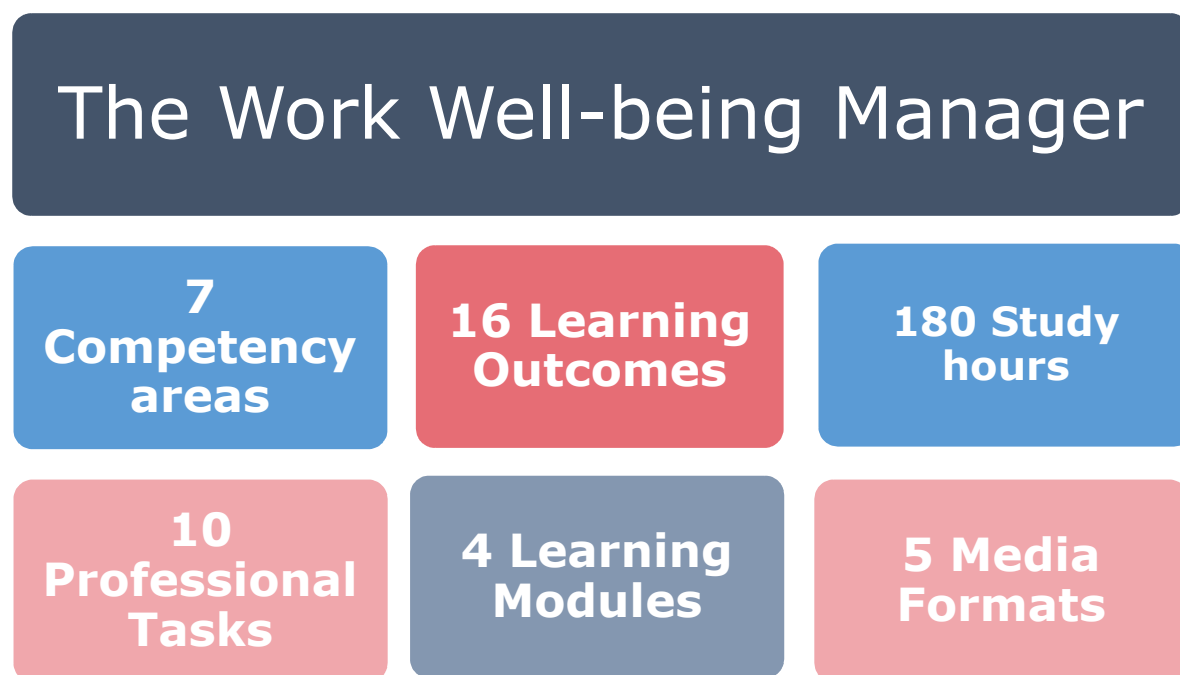 The Work Well-being Manager
7
Competency
areas
16 Learning
Outcomes
180 Study
hours
10
Professional
Tasks
4 Learning
Modules
5 Media
Formats